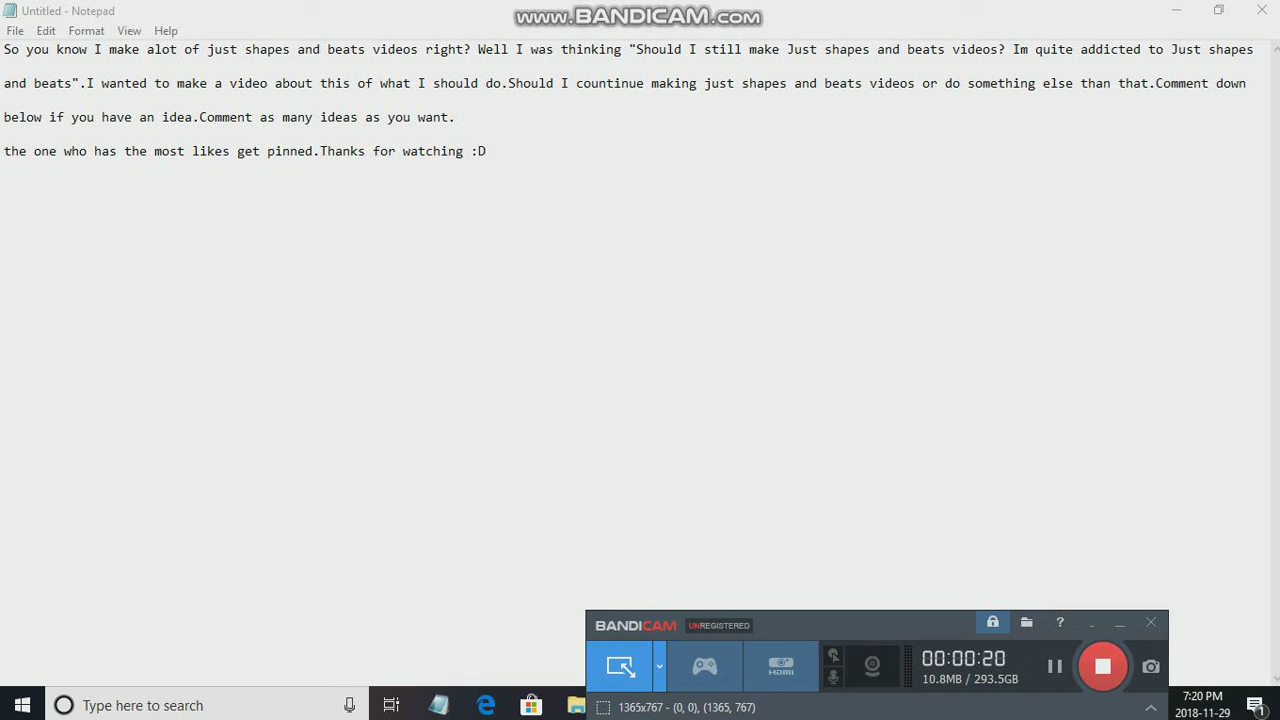 Untitled - Notepad
www.BANDICAM.com
File Edit Format View Help
So you know I make alot of just shapes and beats videos right? Well I was thinking "Should I still make Just shapes and beats videos? Im quite addicted to Just shapes
and beats".I wanted to make a video about this of what I should do.Should I countinue making just shapes and beats videos or do something else than that.Comment down
below if you have an idea.Comment as many ideas as you want.
the one who has the most likes get pinned.Thanks for watching :D
BANDICAM UNREGISTERED
HDMI
00:00:20
10.8MB / 293.5GB
1365x767 - (0, 0), (1365, 767)
Type here to search
7:20 PM
2018-11-29
1